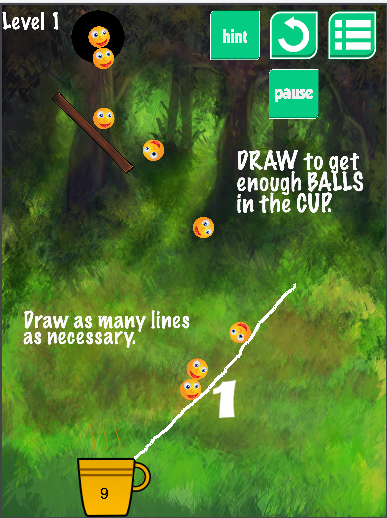 Level 1
hint
pause
DRAW to get
enough BALLS
in the CUP.
Draw as many lines
as necessary.
1
9